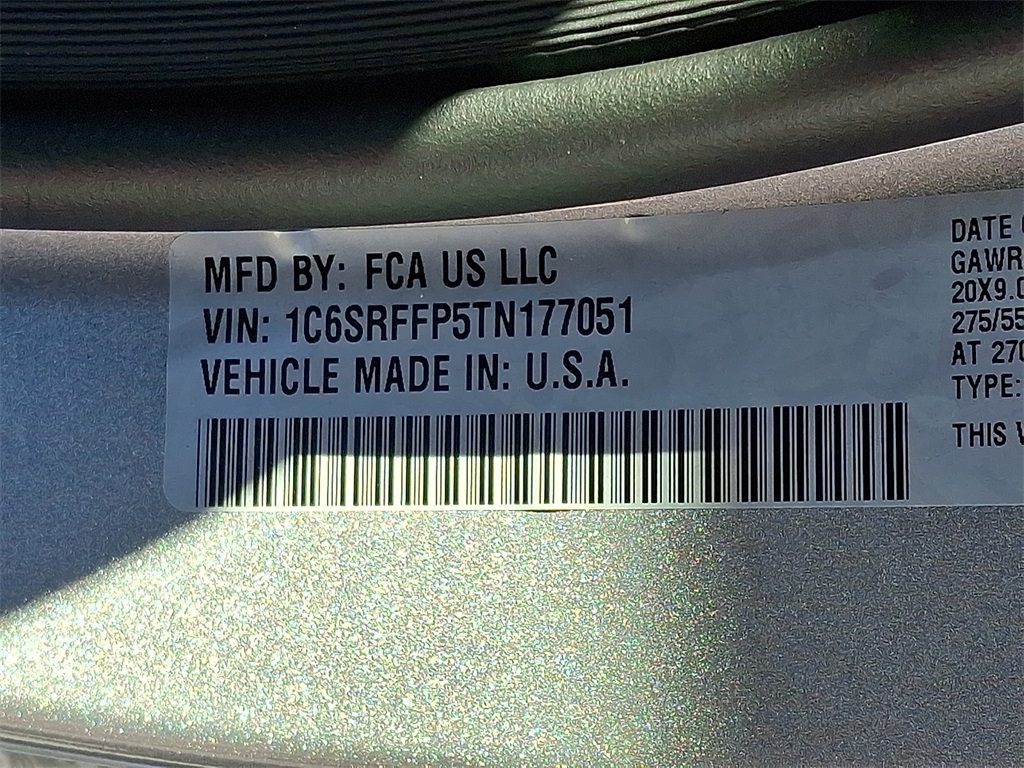 MFD BY: FCA US LLC
VIN: 1C6SRFFP5TN177051
VEHICLE MADE IN: U.S.A.
DATE
GAWR
20X9.0
275/55
AT 270
TYPE:
THIS